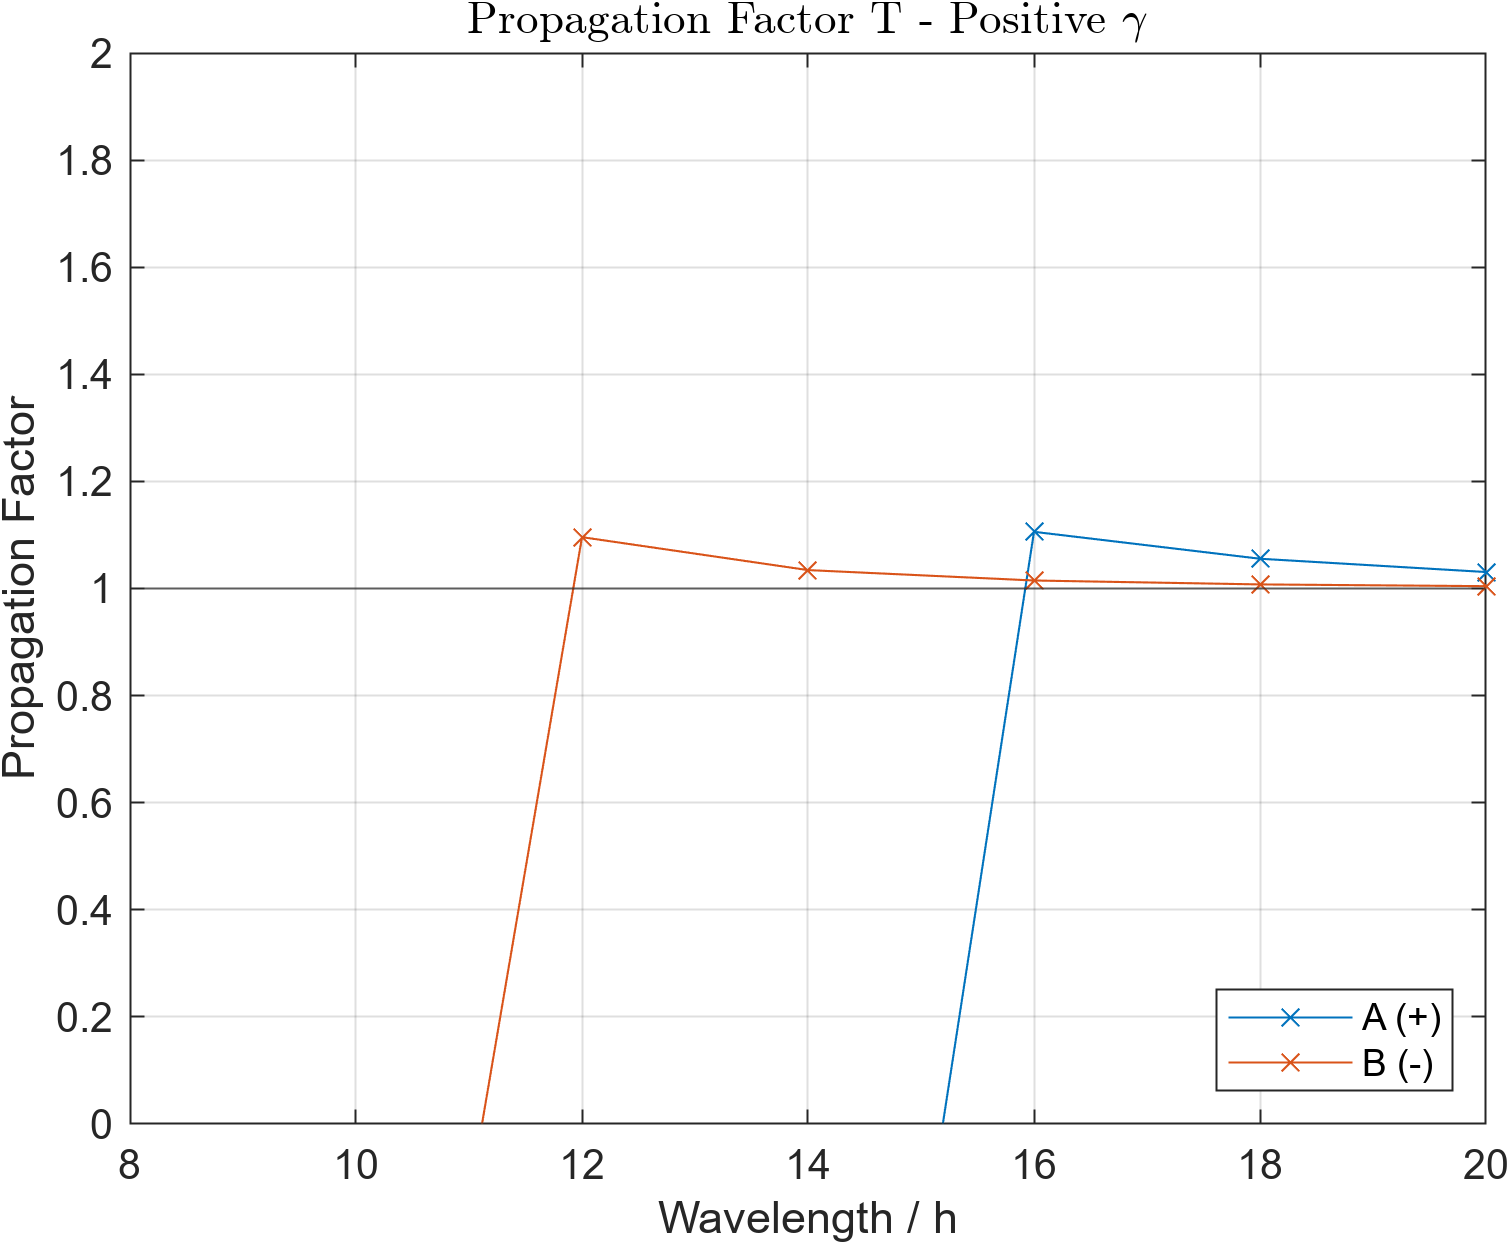 Propagation Factor T - Positive γ
2
1.8
1.6
1.4
1.2
1
0.8
0.6
0.4
0.2
0
Propagation Factor
8 10 12 14 16 18 20
Wavelength / h
A (+)
B (-)